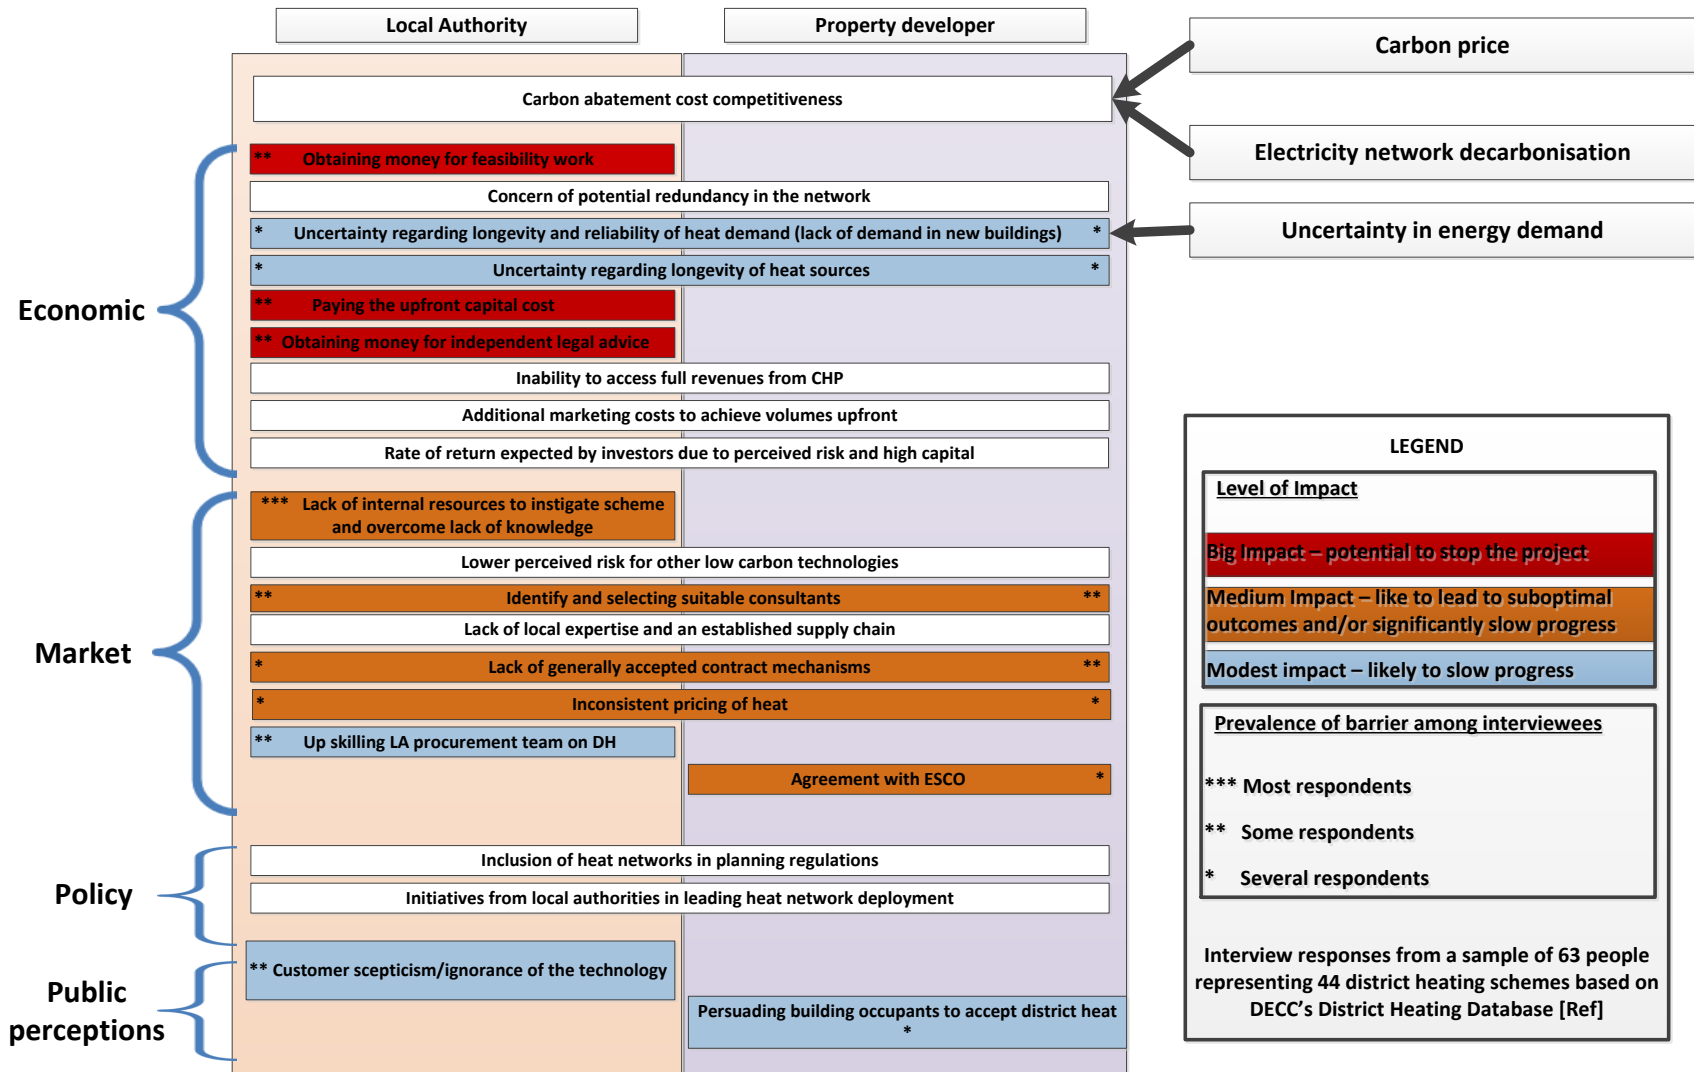 Local Authority
Property developer
Carbon price
Carbon abatement cost competitiveness
Electricity network decarbonisation
** Obtaining money for feasibility work
Concern of potential redundancy in the network
* Uncertainty regarding longevity and reliability of heat demand (lack of demand in new buildings) *
Uncertainty in energy demand
* Uncertainty regarding longevity of heat sources *
Economic
** Paying the upfront capital cost
** Obtaining money for independent legal advice
Inability to access full revenues from CHP
Additional marketing costs to achieve volumes upfront
Rate of return expected by investors due to perceived risk and high capital
*** Lack of internal resources to instigate scheme
and overcome lack of knowledge
Lower perceived risk for other low carbon technologies
** Identify and selecting suitable consultants **
Lack of local expertise and an established supply chain
Market
* Lack of generally accepted contract mechanisms **
* Inconsistent pricing of heat *
** Up skilling LA procurement team on DH
Agreement with ESCO *
Inclusion of heat networks in planning regulations
Policy
Initiatives from local authorities in leading heat network deployment
** Customer scepticism/ignorance of the technology
Public
perceptions
Persuading building occupants to accept district heat
*
LEGEND
Level of Impact
Big Impact – potential to stop the project
Medium Impact – like to lead to suboptimal
outcomes and/or significantly slow progress
Modest impact – likely to slow progress
Prevalence of barrier among interviewees
*** Most respondents
** Some respondents
* Several respondents
Interview responses from a sample of 63 people
representing 44 district heating schemes based on
DECC's District Heating Database [Ref]